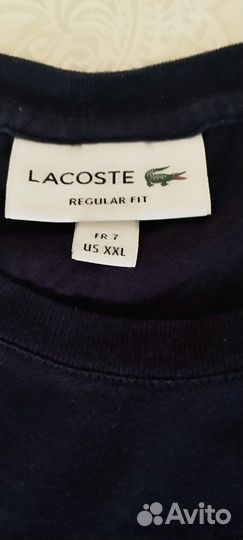 LACOSTE
REGULAR FIT
FR 7
US XXL
Avito